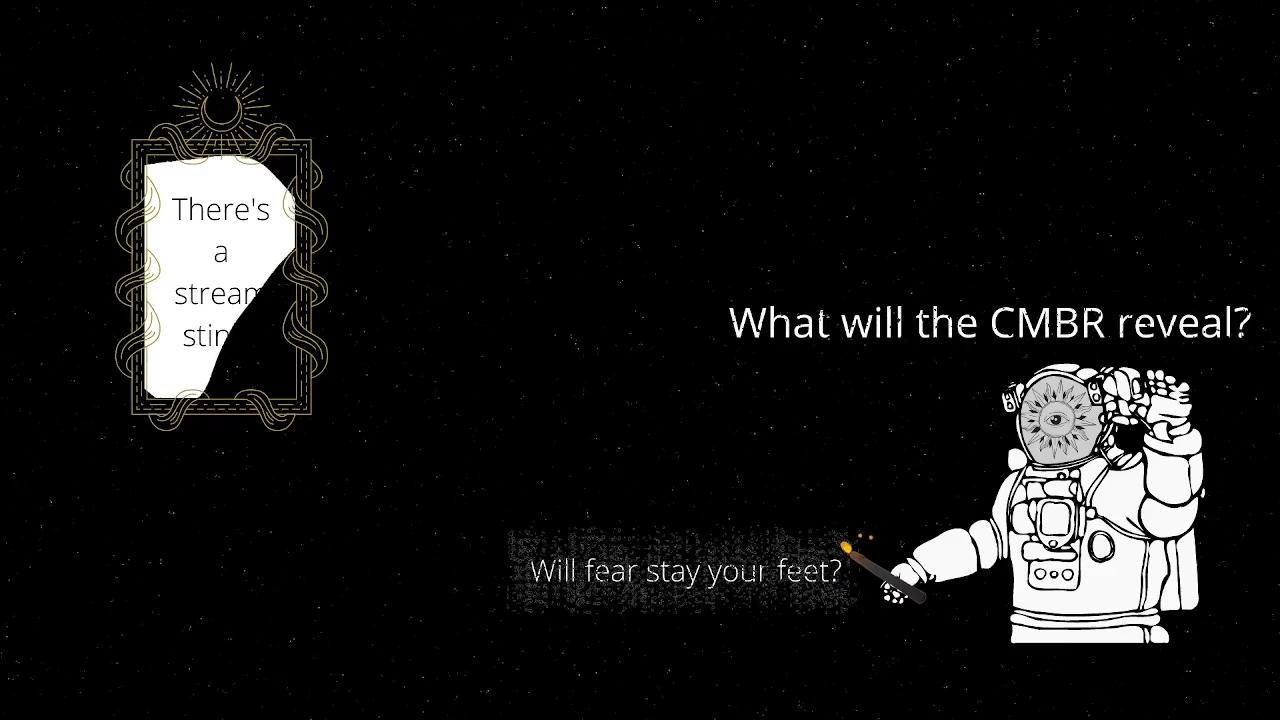 There's
a
stream
What will the CMBR reveal?
Will fear stay your feet?